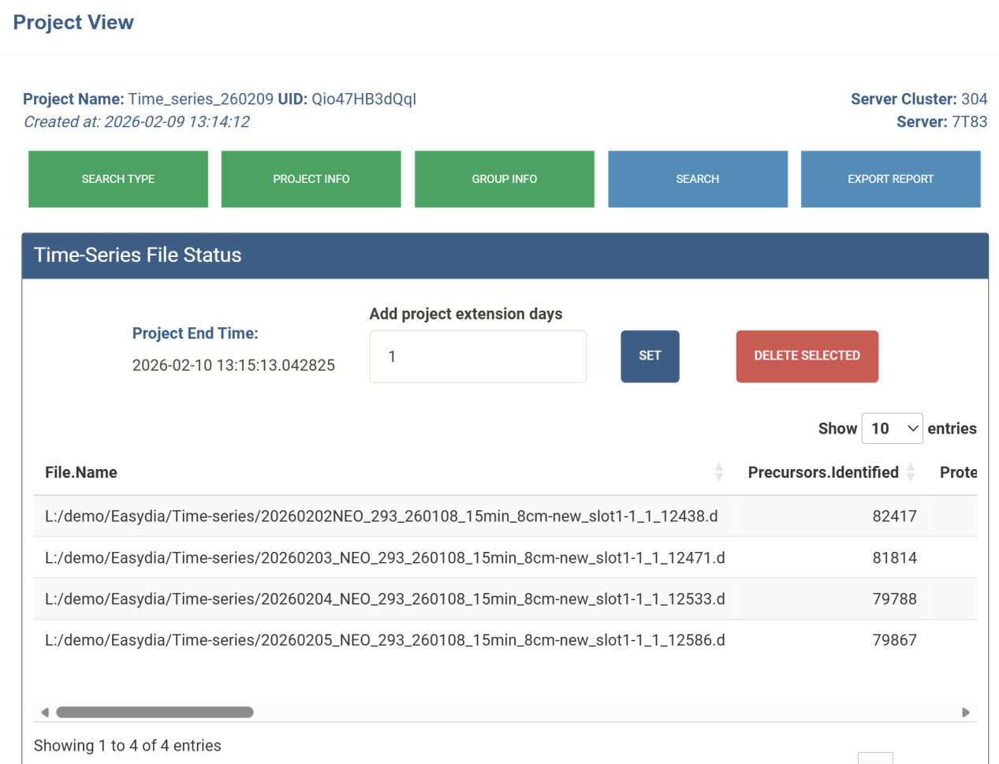 Project View
Project Name: Time_series_260209 UID: Qio47HB3dQqI
Server Cluster: 304
Created at: 2026-02-09 13:14:12
Server: 7T83
SEARCH TYPE
PROJECT INFO
GROUP INFO
SEARCH
EXPORT REPORT
Time-Series File Status
Add project extension days
Project End Time:
1
SET
DELETE SELECTED
2026-02-10 13:15:13.042825
Show 10 entries
File.Name Precursors.Identified Prote
L:/demo/Easydia/Time-series/20260202NEO_293_260108_15min_8cm-new_slot1-1_1_12438.d 82417
L:/demo/Easydia/Time-series/20260203_NEO_293_260108_15min_8cm-new_slot1-1_1_12471.d 81814
L:/demo/Easydia/Time-series/20260204_NEO_293_260108_15min_8cm-new_slot1-1_1_12533.d 79788
L:/demo/Easydia/Time-series/20260205_NEO_293_260108_15min_8cm-new_slot1-1_1_12586.d 79867
Showing 1 to 4 of 4 entries